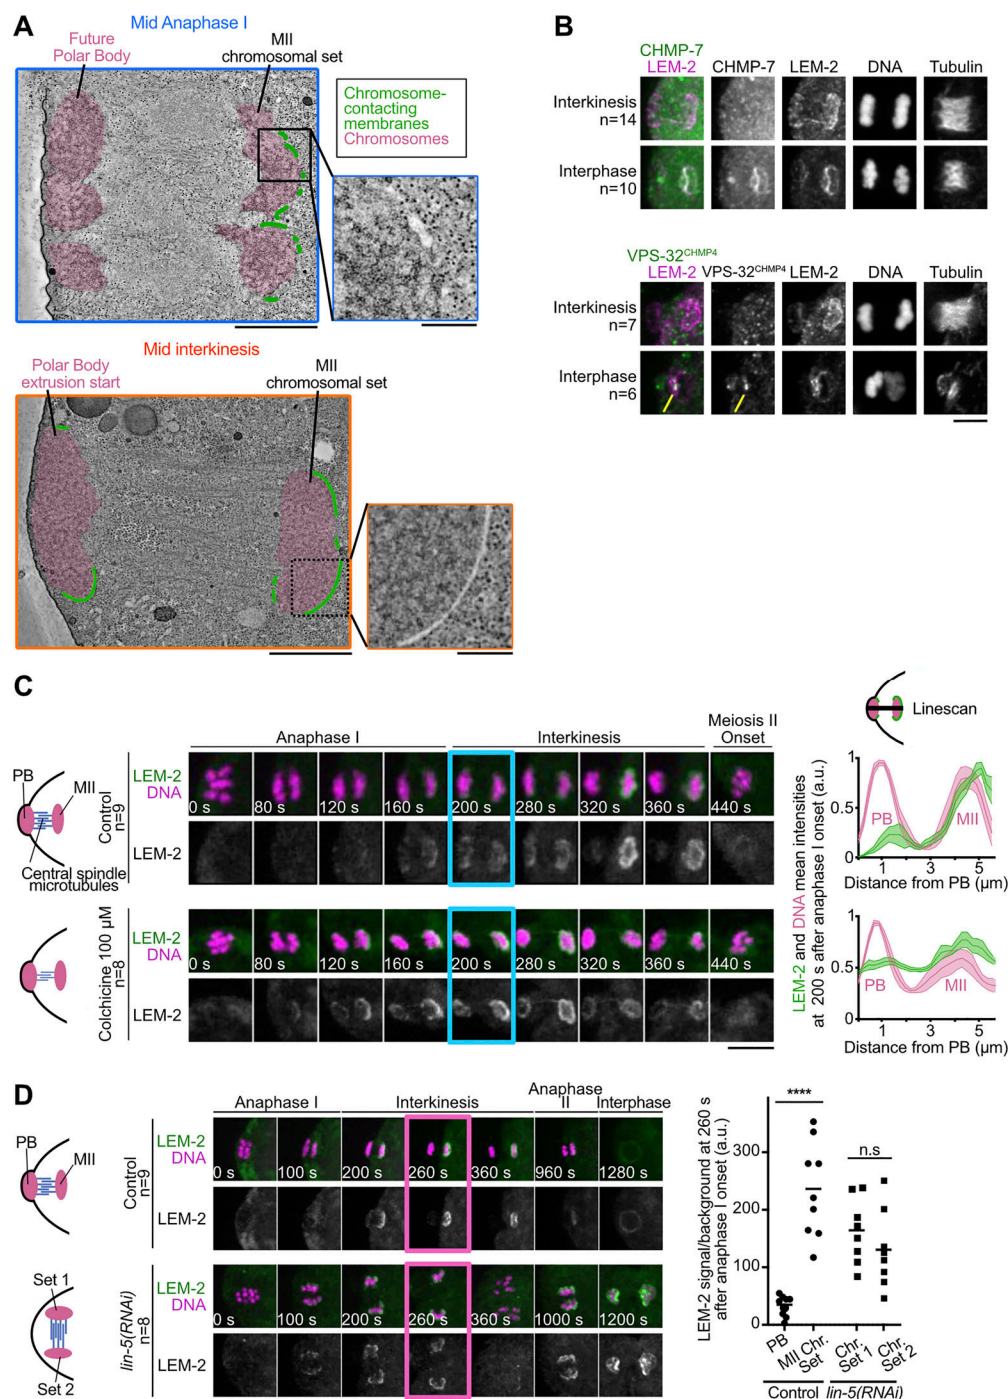 A
Mid Anaphase I
Future
Polar Body
MII
chromosomal set
Chromosome-
contacting
membranes
Chromosomes
Mid interkinesis
Polar Body
extrusion start
MII
chromosomal set
B
CHMP-7
LEM-2
CHMP-7
LEM-2
DNA
Tubulin
Interkinesis
n=14
Interphase
n=10
VPS-32CHMP4
LEM-2
VPS-32CHMP4
LEM-2
DNA
Tubulin
Interkinesis
n=7
Interphase
n=6
C
Anaphase I
Interkinesis
Meiosis II
Onset
PB
MII
Central spindle
microtubules
Control
n=9
LEM-2
DNA
0 s
80 s
120 s
160 s
200 s
280 s
320 s
360 s
440 s
LEM-2
Colchicine 100 µM
n=8
LEM-2
DNA
0 s
80 s
120 s
160 s
200 s
280 s
320 s
360 s
440 s
LEM-2
Linescan
LEM-2 and DNA mean intensities
at 200 s after anaphase I onset (a.u.)
1
0.5
0
PB
MII
1
3
5
Distance from PB (µm)
1
0.5
0
PB
MII
1
3
5
Distance from PB (µm)
D
Anaphase I
Interkinesis
Anaphase
II
Interphase
PB
MII
Control
n=9
LEM-2
DNA
0 s
100 s
200 s
260 s
360 s
960 s
1280 s
LEM-2
Set 1
Set 2
lin-5(RNAi)
n=8
LEM-2
DNA
0 s
100 s
200 s
260 s
360 s
1000 s
1200 s
LEM-2
LEM-2 signal/background at 260 s
after anaphase I onset (a.u.)
****
n.s
300
200
100
0
PB
MII Chr.
Set
Chr.
Set 1
Chr.
Set 2
Control
lin-5(RNAi)